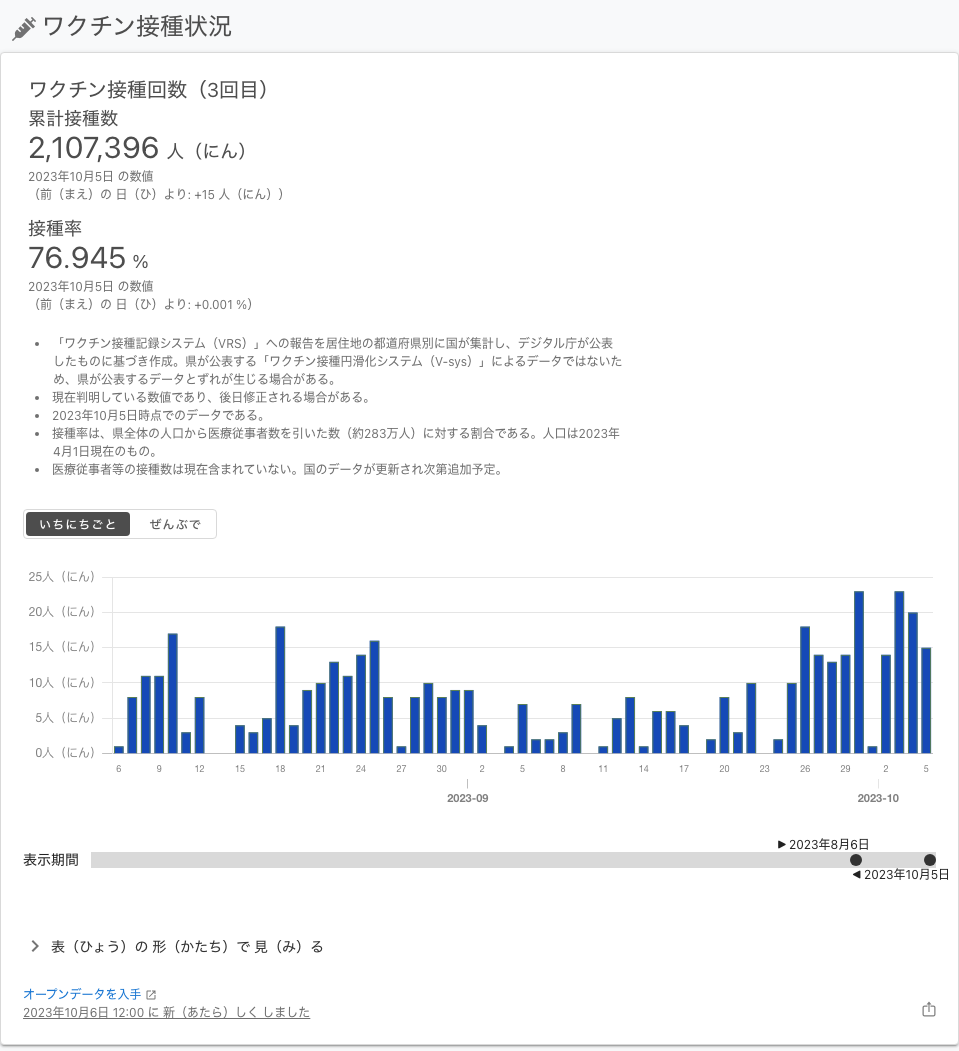 ワクチン接種状況
ワクチン接種回数（3回目）
累計接種数
2,107,396 人（にん）
2023年10月5日 の数値
（前（まえ）の 日（ひ）より: +15 人（にん））
接種率
76.945 %
2023年10月5日 の数値
（前（まえ）の 日（ひ）より: +0.001 %）
• 「ワクチン接種記録システム（VRS）」への報告を居住地の都道府県別に国が集計し、デジタル庁が公表
したものに基づき作成。県が公表する「ワクチン接種円滑化システム（V-sys）」によるデータではないた
め、県が公表するデータとずれが生じる場合がある。
• 現在判明している数値であり、後日修正される場合がある。
• 2023年10月5日時点でのデータである。
• 接種率は、県全体の人口から医療従事者数を引いた数（約283万人）に対する割合である。人口は2023年
4月1日現在のもの。
• 医療従事者等の接種数は現在含まれていない。国のデータが更新され次第追加予定。
いちにちごと ぜんぶで
25人（にん）
20人（にん）
15人（にん）
10人（にん）
5人（にん）
0人（にん）
6 9 12 15 18 21 24 27 30 2 5 8 11 14 17 20 23 26 29 2 5
2023-09 2023-10
▶ 2023年8月6日
表示期間
◀ 2023年10月5日
表（ひょう）の 形（かたち）で 見（み）る
オープンデータを入手
2023年10月6日 12:00 に 新（あたら）しく しました